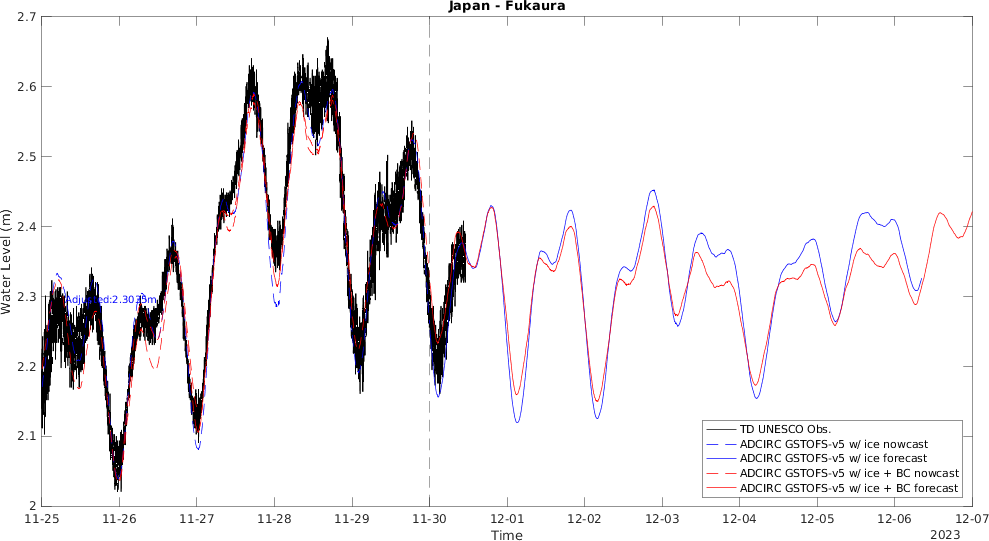 Japan - Fukaura
Water Level (m)
2.7
2.6
2.5
2.4
2.3
2.2
2.1
2
Adjusted:2.3035m
TD UNESCO Obs.
ADCIRC GSTOFS-v5 w/ ice nowcast
ADCIRC GSTOFS-v5 w/ ice forecast
ADCIRC GSTOFS-v5 w/ ice + BC nowcast
ADCIRC GSTOFS-v5 w/ ice + BC forecast
11-25 11-26 11-27 11-28 11-29 11-30 12-01 12-02 12-03 12-04 12-05 12-06 12-07
Time
2023